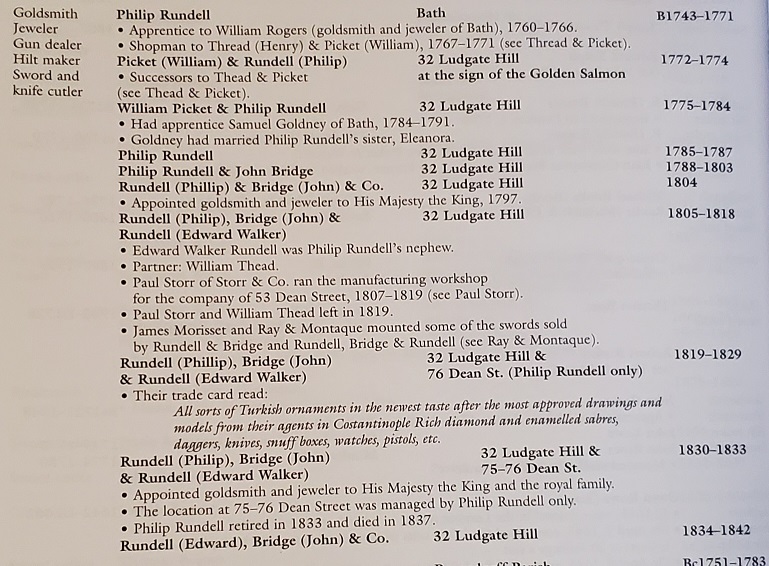 Goldsmith
Jeweler
Gun dealer
Hilt maker
Sword and
knife cutler
Philip Rundell Bath B1743–1771
• Apprentice to William Rogers (goldsmith and jeweler of Bath), 1760–1766.
• Shopman to Thread (Henry) & Picket (William), 1767–1771 (see Thread & Picket).
Picket (William) & Rundell (Philip) 32 Ludgate Hill 1772–1774
• Successors to Thead & Picket at the sign of the Golden Salmon
(see Thead & Picket).
William Picket & Philip Rundell 32 Ludgate Hill 1775–1784
• Had apprentice Samuel Goldney of Bath, 1784–1791.
• Goldney had married Philip Rundell's sister, Eleanora.
Philip Rundell 32 Ludgate Hill 1785–1787
Philip Rundell & John Bridge 32 Ludgate Hill 1788–1803
Rundell (Phillip) & Bridge (John) & Co. 32 Ludgate Hill 1804
• Appointed goldsmith and jeweler to His Majesty the King, 1797.
Rundell (Philip), Bridge (John) & 32 Ludgate Hill 1805–1818
Rundell (Edward Walker)
• Edward Walker Rundell was Philip Rundell's nephew.
• Partner: William Thead.
• Paul Storr of Storr & Co. ran the manufacturing workshop
for the company of 53 Dean Street, 1807–1819 (see Paul Storr).
• Paul Storr and William Thead left in 1819.
• James Morisset and Ray & Montaque mounted some of the swords sold
by Rundell & Bridge and Rundell, Bridge & Rundell (see Ray & Montaque).
Rundell (Phillip), Bridge (John) 32 Ludgate Hill & 1819–1829
& Rundell (Edward Walker) 76 Dean St. (Philip Rundell only)
• Their trade card read:
All sorts of Turkish ornaments in the newest taste after the most approved drawings and
models from their agents in Costantinople Rich diamond and enamelled sabres,
daggers, knives, snuff boxes, watches, pistols, etc.
Rundell (Philip), Bridge (John) 32 Ludgate Hill & 1830–1833
& Rundell (Edward Walker) 75–76 Dean St.
• Appointed goldsmith and jeweler to His Majesty the King and the royal family.
• The location at 75–76 Dean Street was managed by Philip Rundell only.
• Philip Rundell retired in 1833 and died in 1837.
Rundell (Edward), Bridge (John) & Co. 32 Ludgate Hill 1834–1842
Bc1751–1783